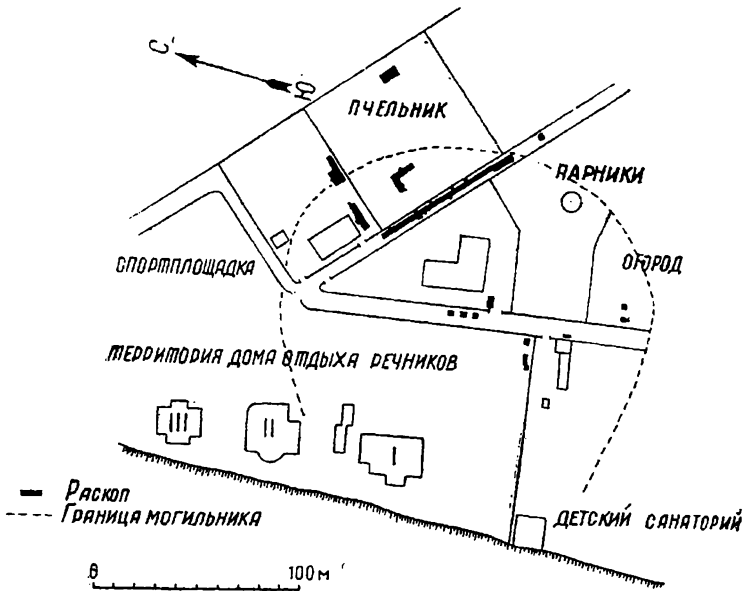 С.
Ю.
ПЧЕЛЬНИК
ПАРНИКИ
СПОРТПЛОЩАДКА
ОГОРОД
ТЕРРИТОРИЯ ДОМА ОТДЫХА РЕЧНИКОВ
III
II
I
Раскоп
Граница могильника
ДЕТСКИЙ САНАТОРИЙ
0 100 м